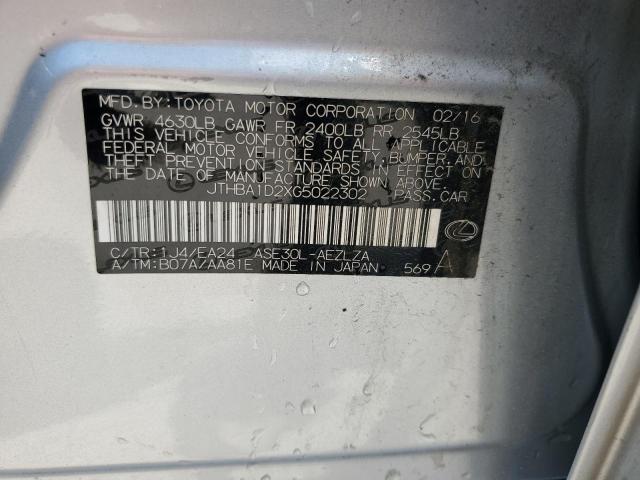 MFD.BY:TOYOTA MOTOR CORPORATION 02/16
GVWR 4630LB GAWR FR 2400LB RR 2545LB
THIS VEHICLE CONFORMS TO ALL APPLICABLE
FEDERAL MOTOR VEHICLE SAFETY, BUMPER, AND
THEFT PREVENTION STANDARDS IN EFFECT ON
THE DATE OF MANUFACTURE SHOWN ABOVE.
JTHBA1D2XG5022302 PASS.CAR
C/TR:1J4/EA24 ASE30L-AEZLZA
A/TM:B07A/AA81E MADE IN JAPAN 569 A